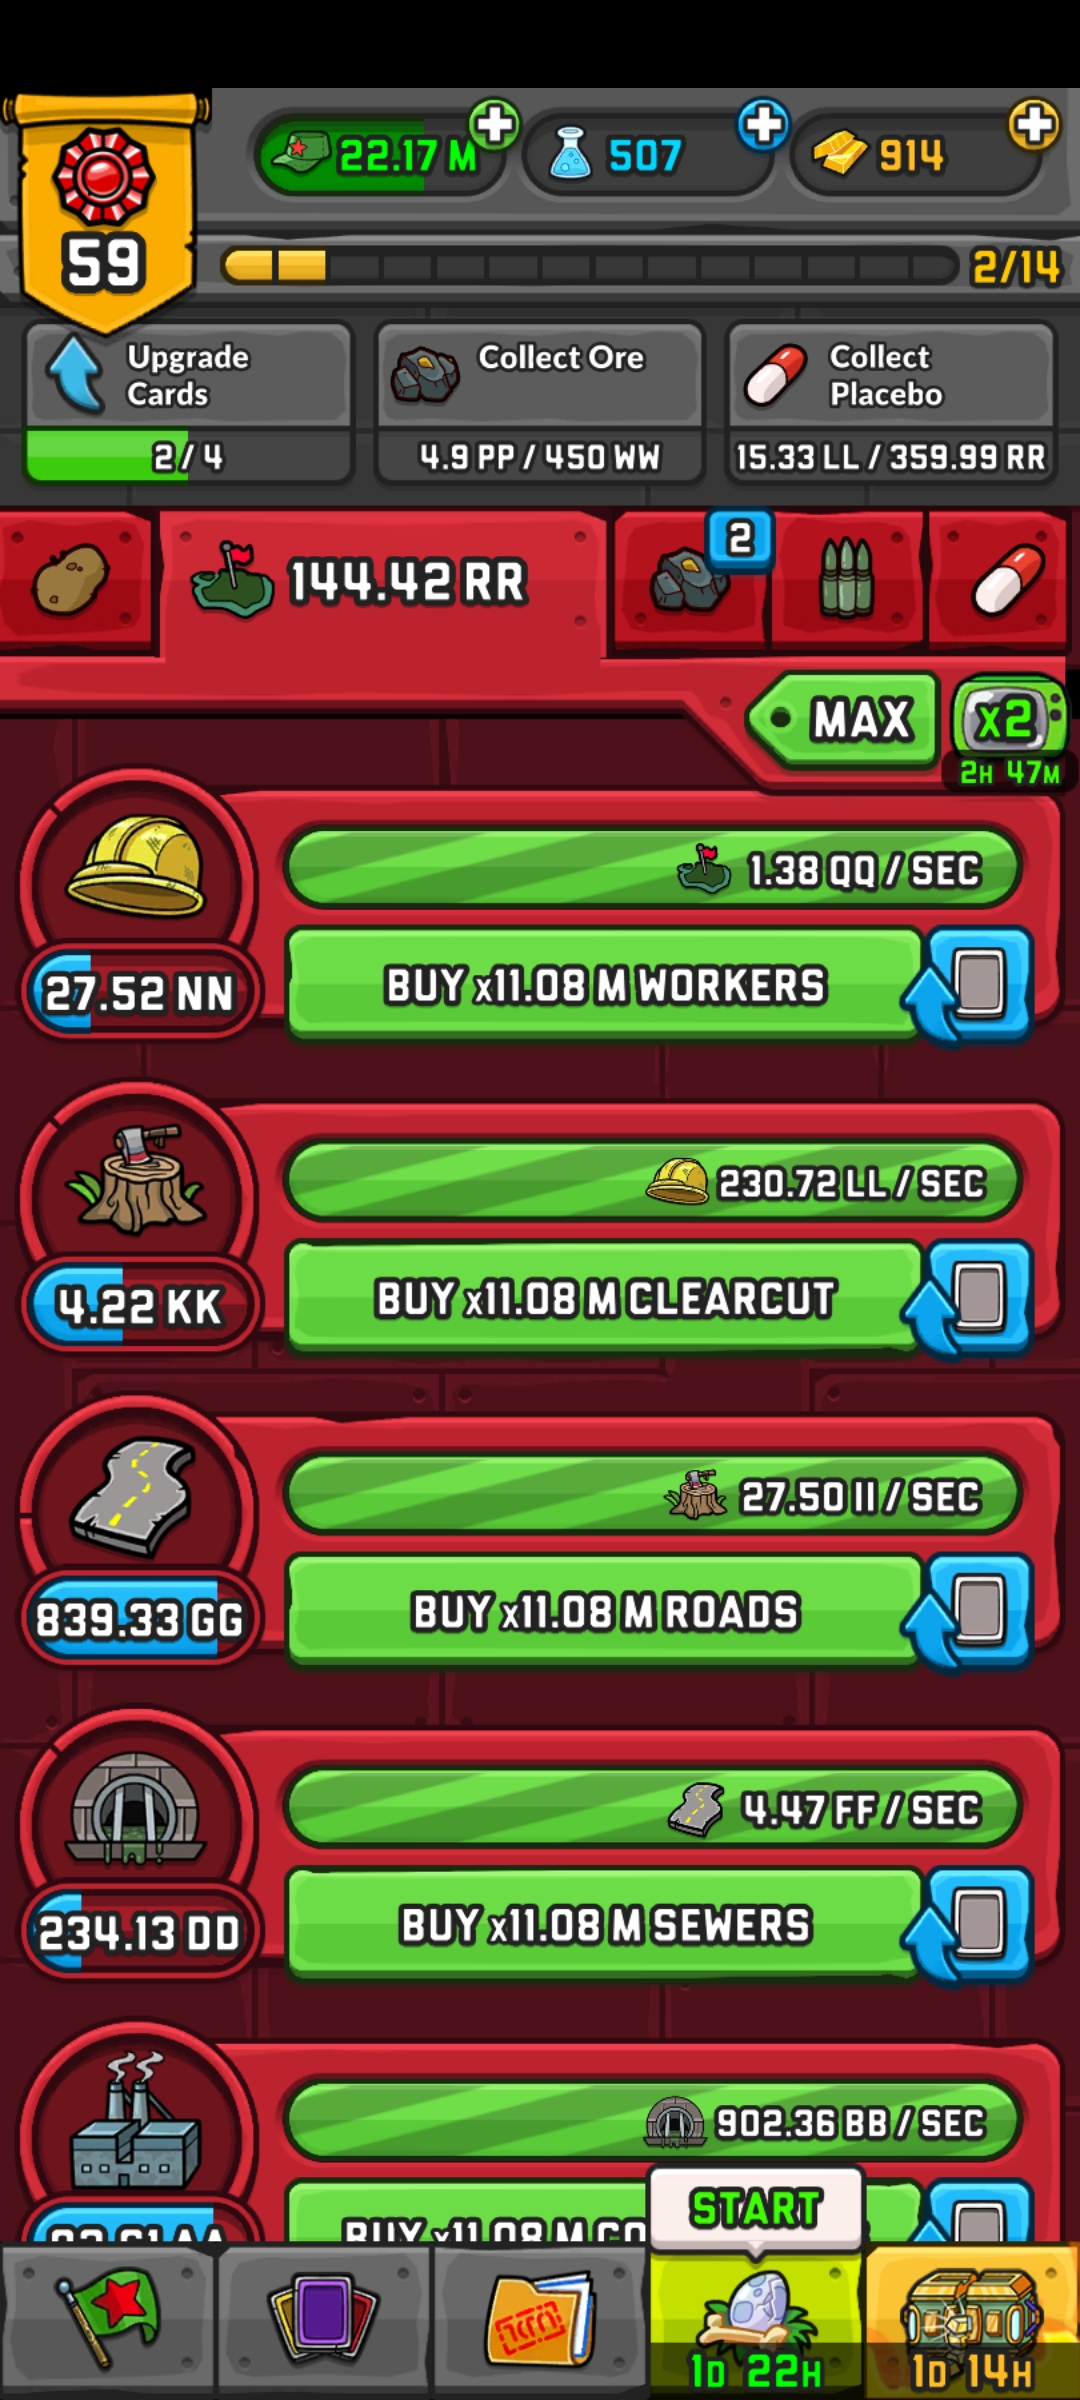 22.17 M
507
914
59
2/14
Upgrade
Cards
2/4
Collect Ore
4.9 PP / 450 WW
Collect
Placebo
15.33 LL / 359.99 RR
144.42 RR
2
MAX
x2
2H 47M
1.38 QQ / SEC
27.52 NN
BUY x11.08 M WORKERS
230.72 LL / SEC
4.22 KK
BUY x11.08 M CLEARCUT
27.50 II / SEC
839.33 GG
BUY x11.08 M ROADS
4.47 FF / SEC
234.13 DD
BUY x11.08 M SEWERS
902.36 BB / SEC
BUY x11.08 M
START
1D 22H
1D 14H